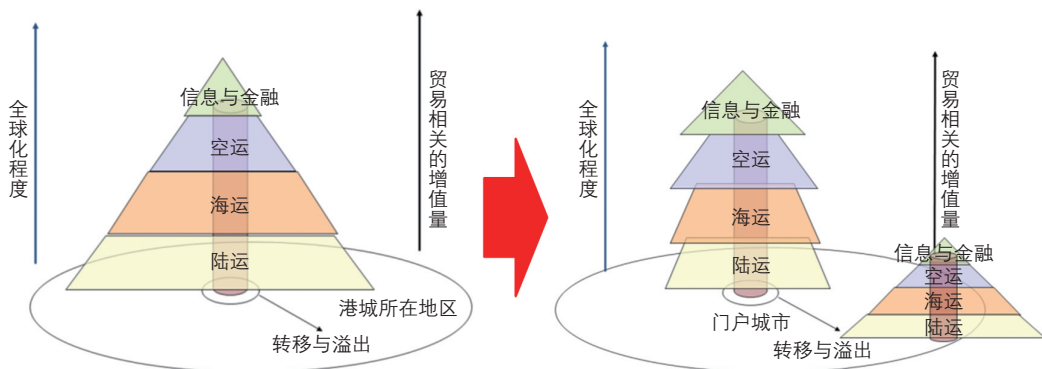 全球化程度
信息与金融
空运
海运
陆运
贸易相关的增值量
港城所在地区
转移与溢出
全球化程度
信息与金融
空运
海运
陆运
门户城市
转移与溢出
贸易相关的增值量
信息与金融
空运
海运
陆运